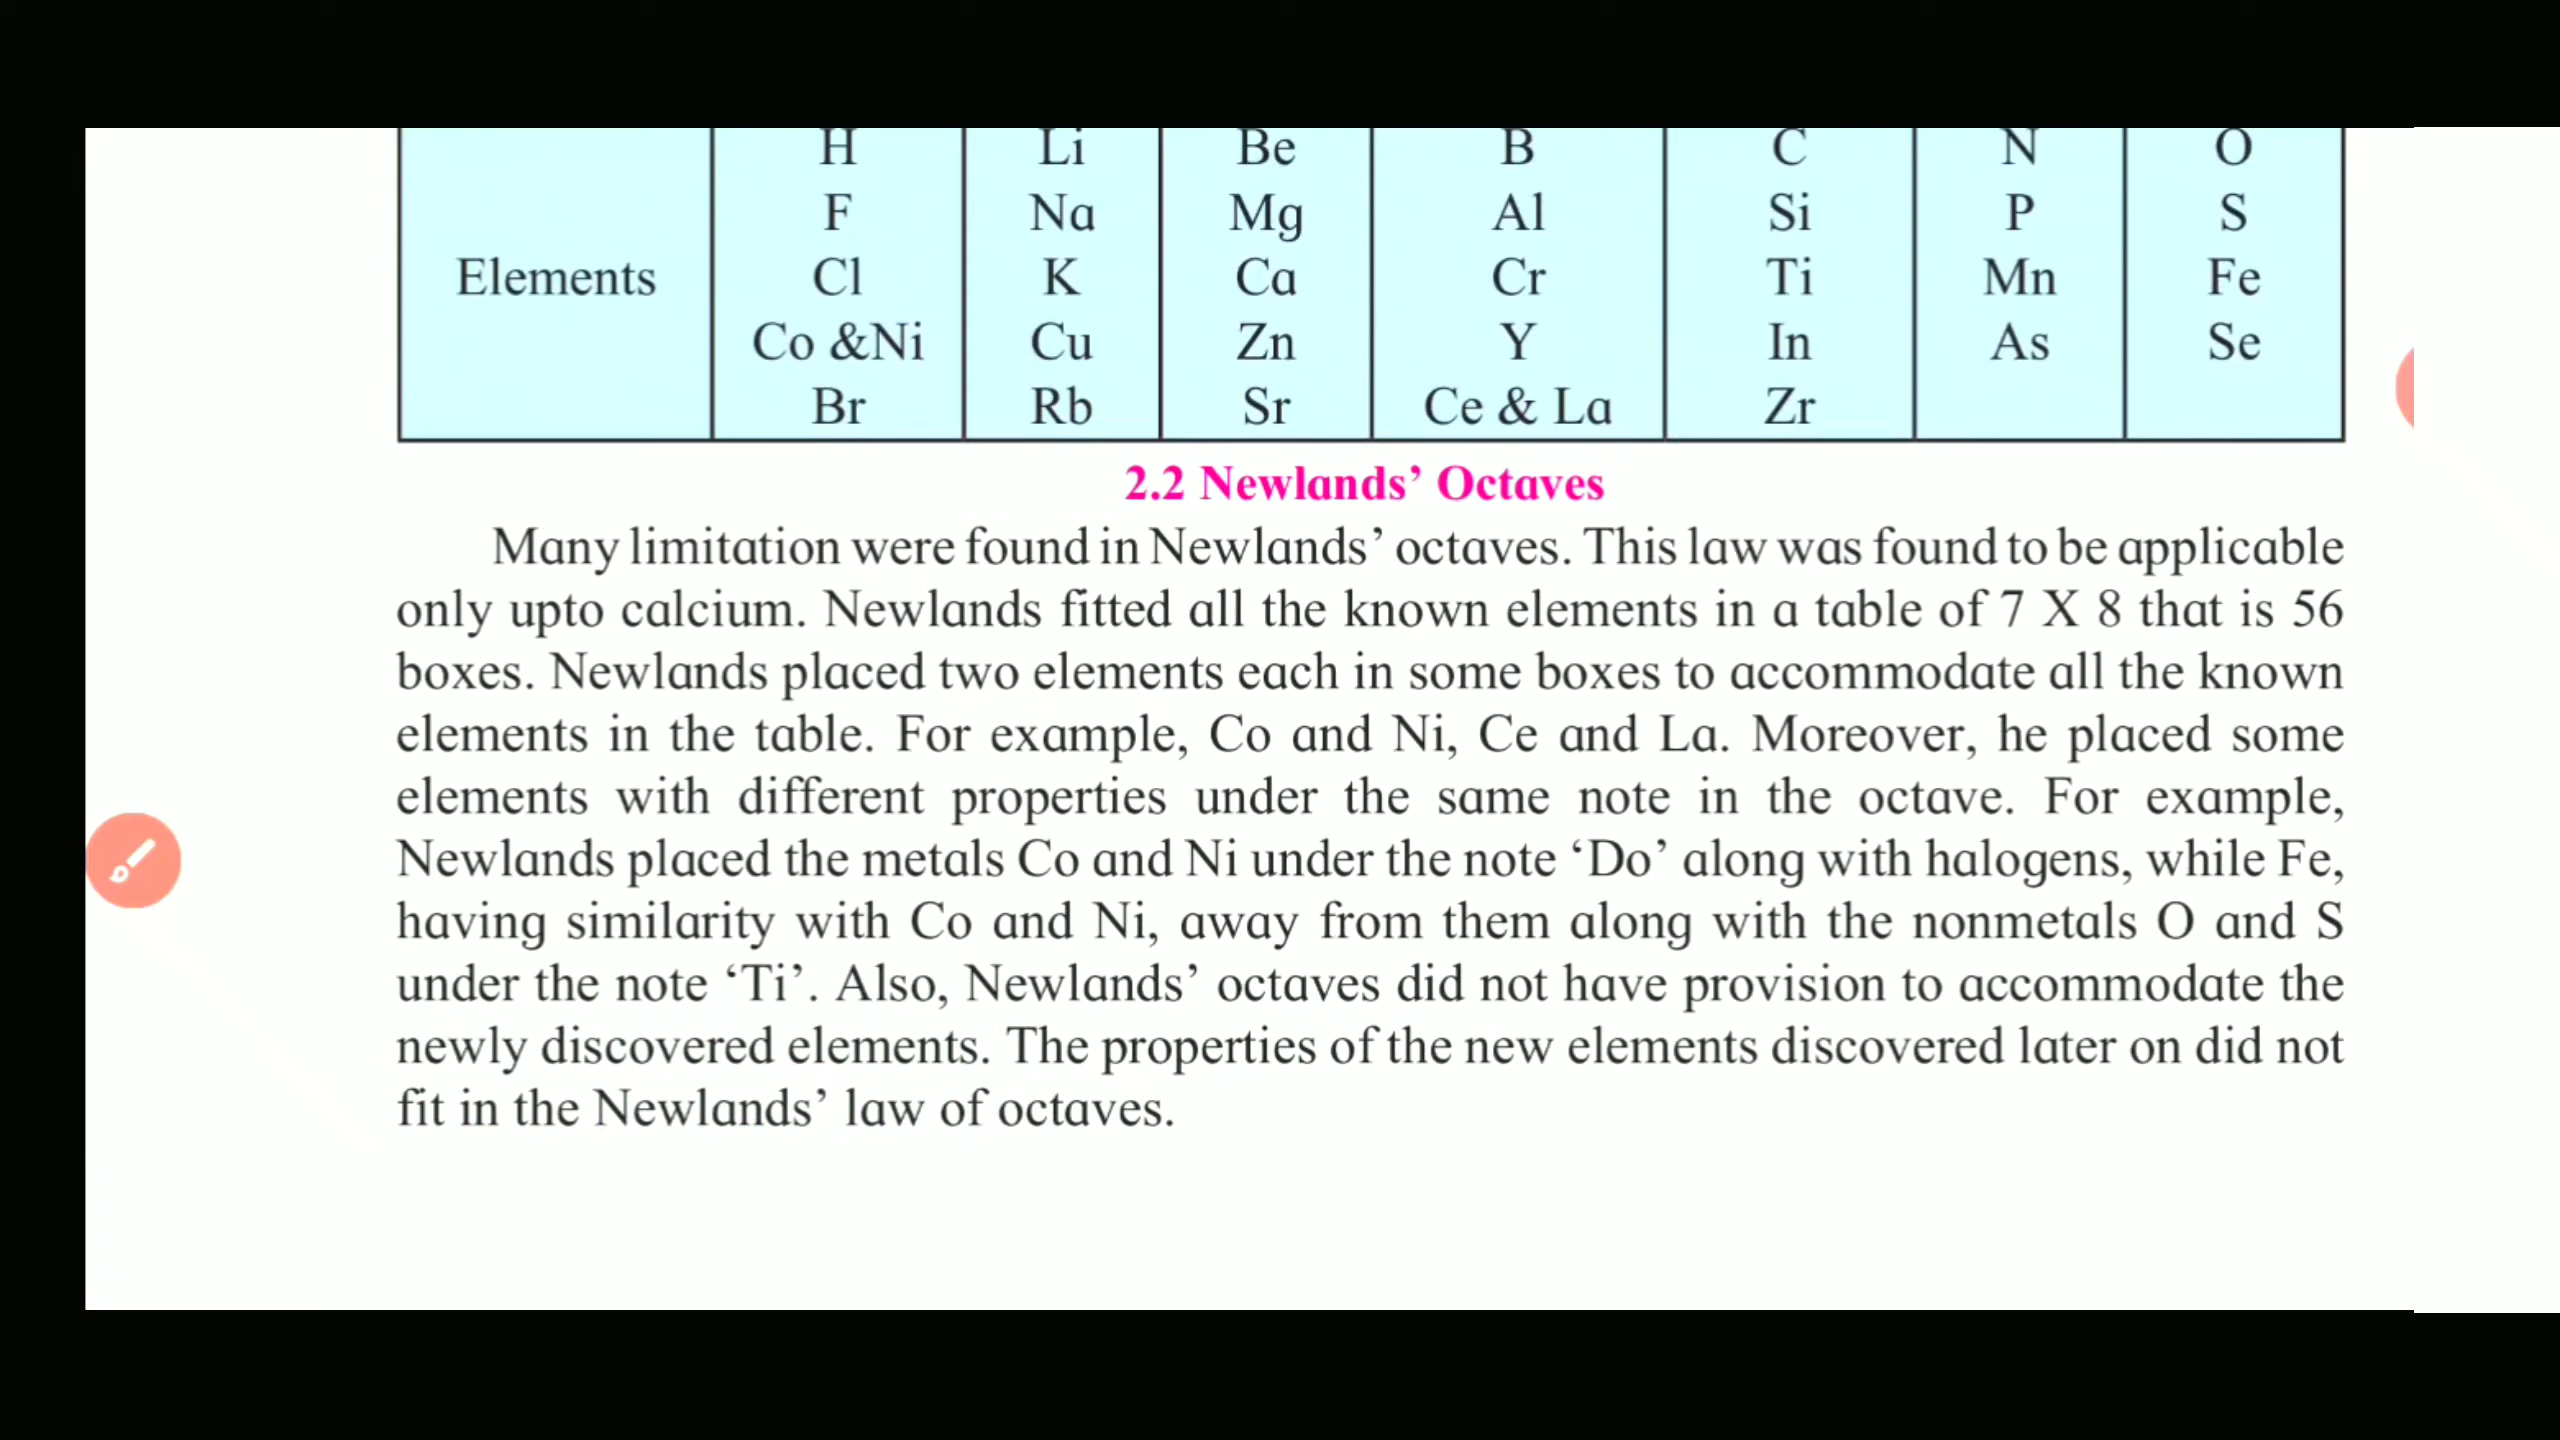 H Li Be B C N O
F Na Mg Al Si P S
Elements Cl K Ca Cr Ti Mn Fe
Co &Ni Cu Zn Y In As Se
Br Rb Sr Ce & La Zr
2.2 Newlands’ Octaves
Many limitation were found in Newlands’ octaves. This law was found to be applicable
only upto calcium. Newlands fitted all the known elements in a table of 7 X 8 that is 56
boxes. Newlands placed two elements each in some boxes to accommodate all the known
elements in the table. For example, Co and Ni, Ce and La. Moreover, he placed some
elements with different properties under the same note in the octave. For example,
Newlands placed the metals Co and Ni under the note ‘Do’ along with halogens, while Fe,
having similarity with Co and Ni, away from them along with the nonmetals O and S
under the note ‘Ti’. Also, Newlands’ octaves did not have provision to accommodate the
newly discovered elements. The properties of the new elements discovered later on did not
fit in the Newlands’ law of octaves.